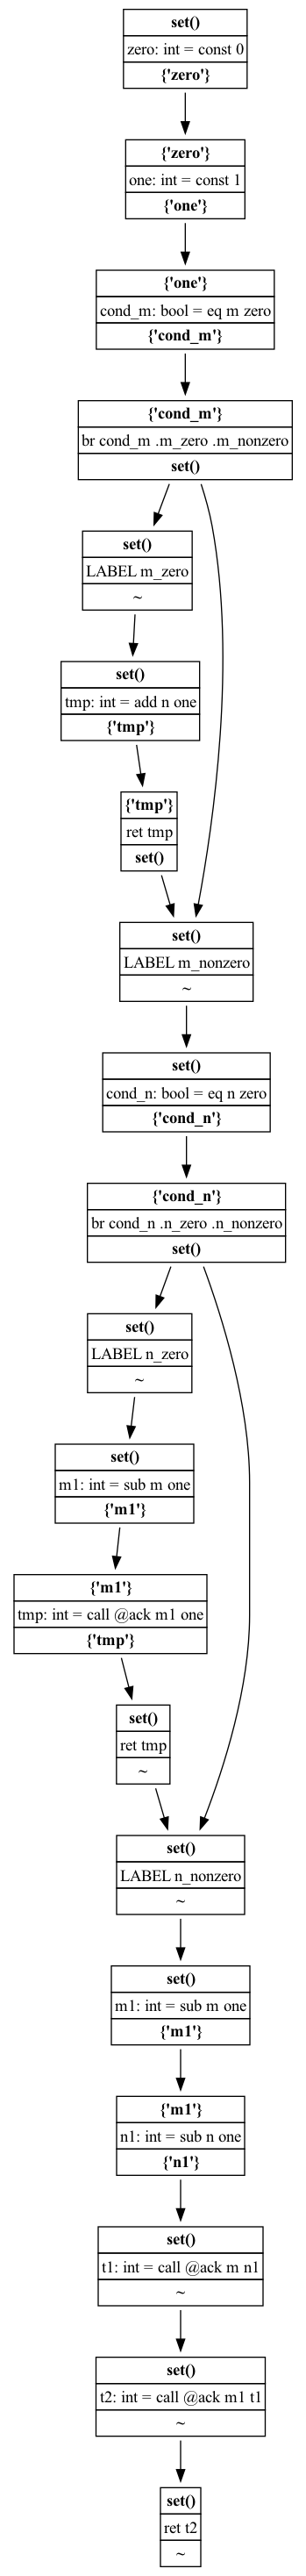 set()
zero: int = const 0
{'zero'}
{'zero'}
one: int = const 1
{'one'}
{'one'}
cond_m: bool = eq m zero
{'cond_m'}
{'cond_m'}
br cond_m .m_zero .m_nonzero
set()
set()
LABEL m_zero
~
set()
tmp: int = add n one
{'tmp'}
{'tmp'}
ret tmp
set()
set()
LABEL m_nonzero
~
set()
cond_n: bool = eq n zero
{'cond_n'}
{'cond_n'}
br cond_n .n_zero .n_nonzero
set()
set()
LABEL n_zero
~
set()
m1: int = sub m one
{'m1'}
{'m1'}
tmp: int = call @ack m1 one
{'tmp'}
set()
ret tmp
~
set()
LABEL n_nonzero
~
set()
m1: int = sub m one
{'m1'}
{'m1'}
n1: int = sub n one
{'n1'}
set()
t1: int = call @ack m n1
~
set()
t2: int = call @ack m1 t1
~
set()
ret t2
~